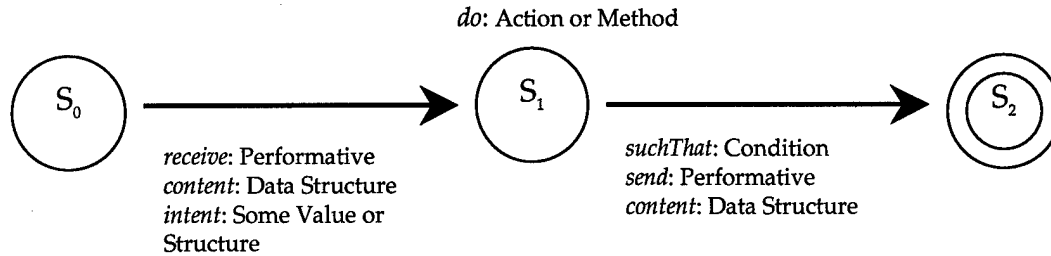 do: Action or Method
S₀
S₁
S₂
receive: Performative
content: Data Structure
intent: Some Value or
Structure
suchThat: Condition
send: Performative
content: Data Structure